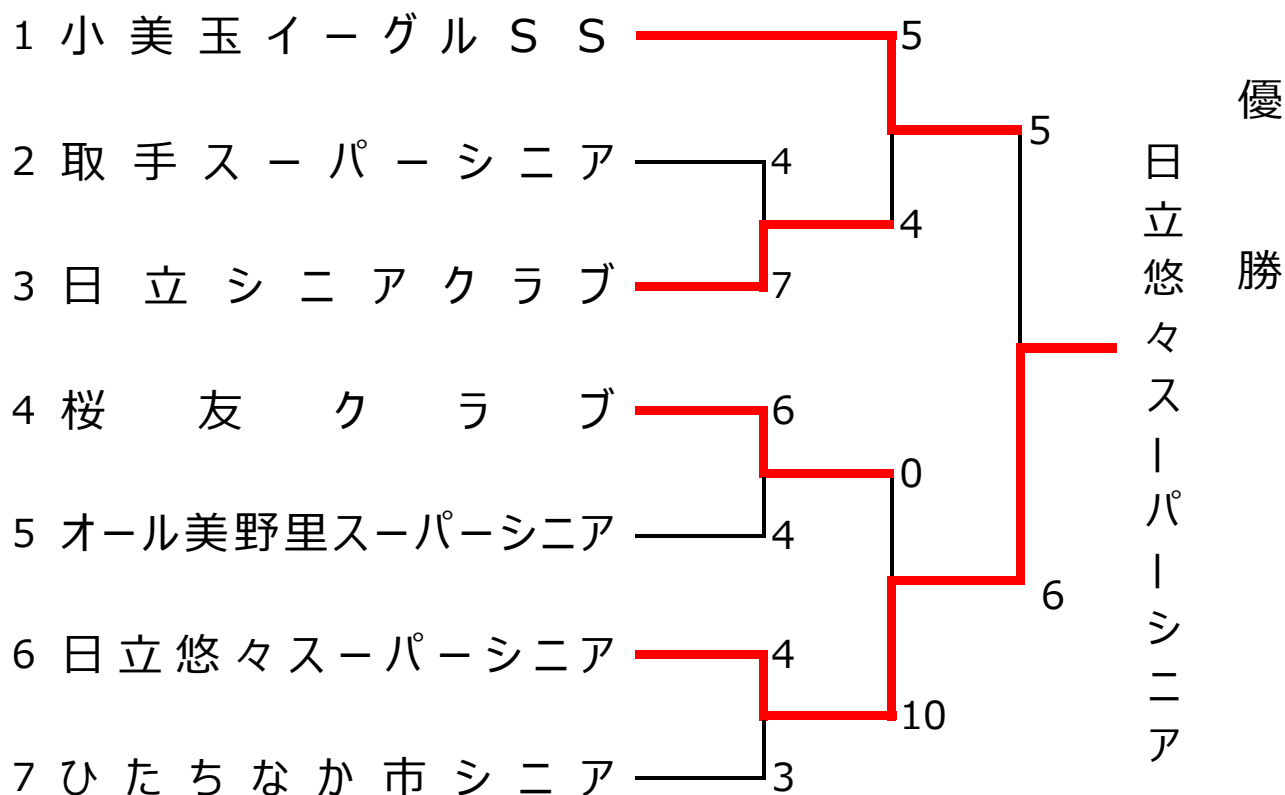 1 小美玉イーグルＳＳ
5
優勝
5
日立悠々スーパーシニア
2 取手スーパーシニア
4
4
3 日立シニアクラブ
7
4 桜友クラブ
6
0
5 オール美野里スーパーシニア
4
6
6 日立悠々スーパーシニア
4
10
7 ひたちなか市シニア
3